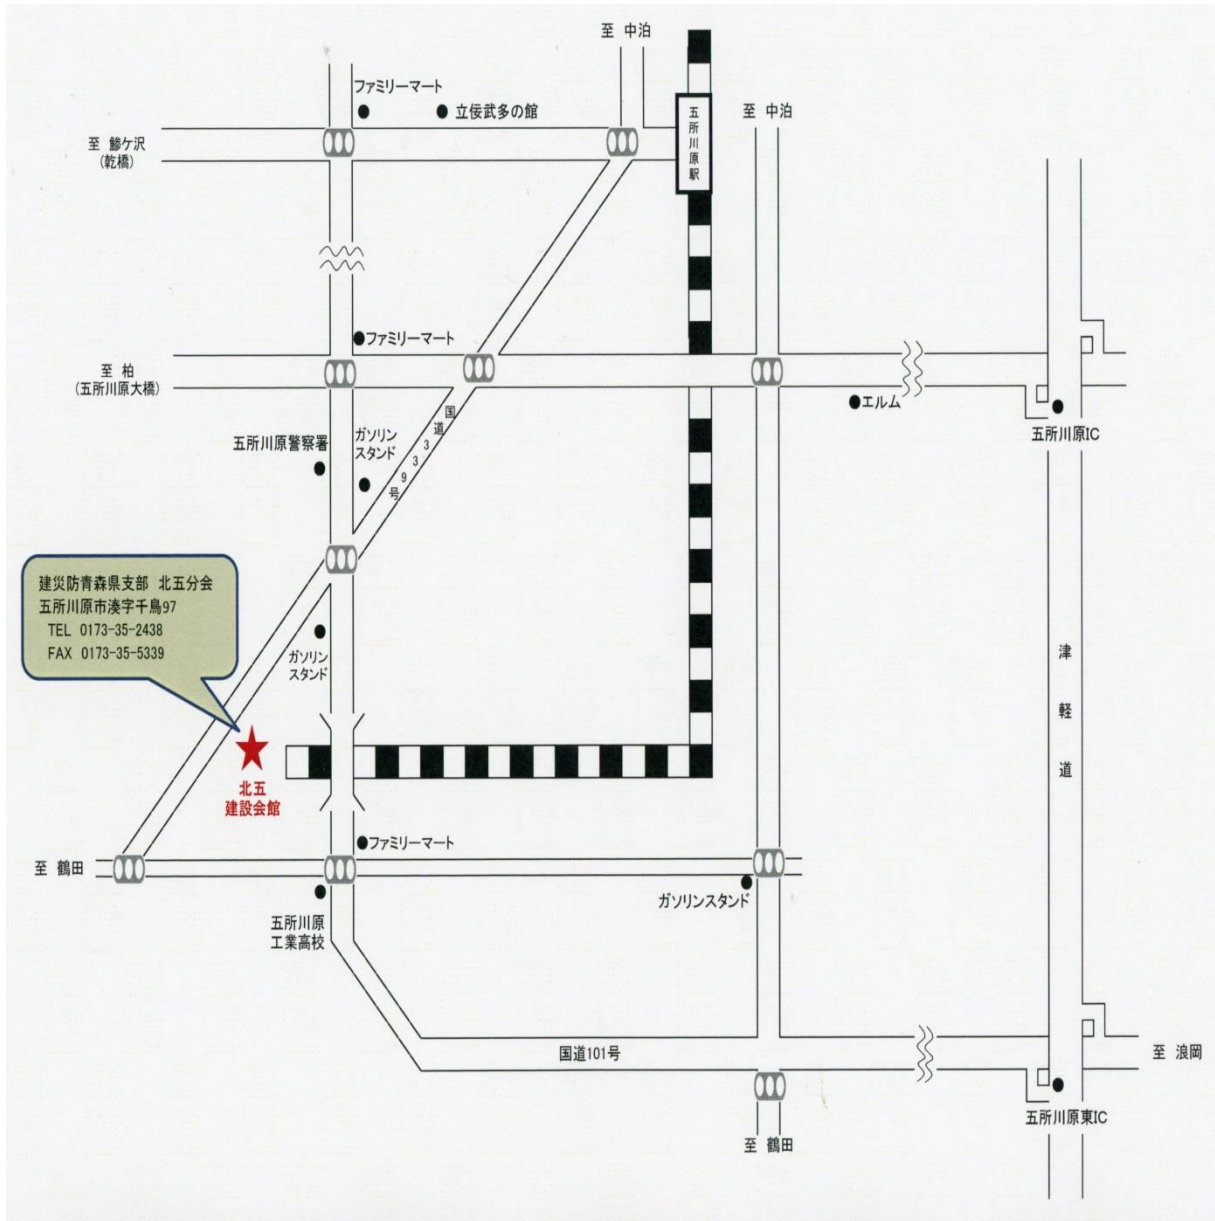 至 中泊
ファミリーマート
立佞武多の館
五所川原駅
至 中泊
至 鰺ケ沢
(乾橋)
ファミリーマート
至 柏
(五所川原大橋)
エルム
国道339号
五所川原IC
五所川原警察署
ガソリン
スタンド
建災防青森県支部 北五分会
五所川原市湊字千鳥97
TEL 0173-35-2438
FAX 0173-35-5339
ガソリン
スタンド
津軽道
北五
建設会館
ファミリーマート
至 鶴田
ガソリンスタンド
五所川原
工業高校
国道101号
至 浪岡
五所川原東IC
至 鶴田